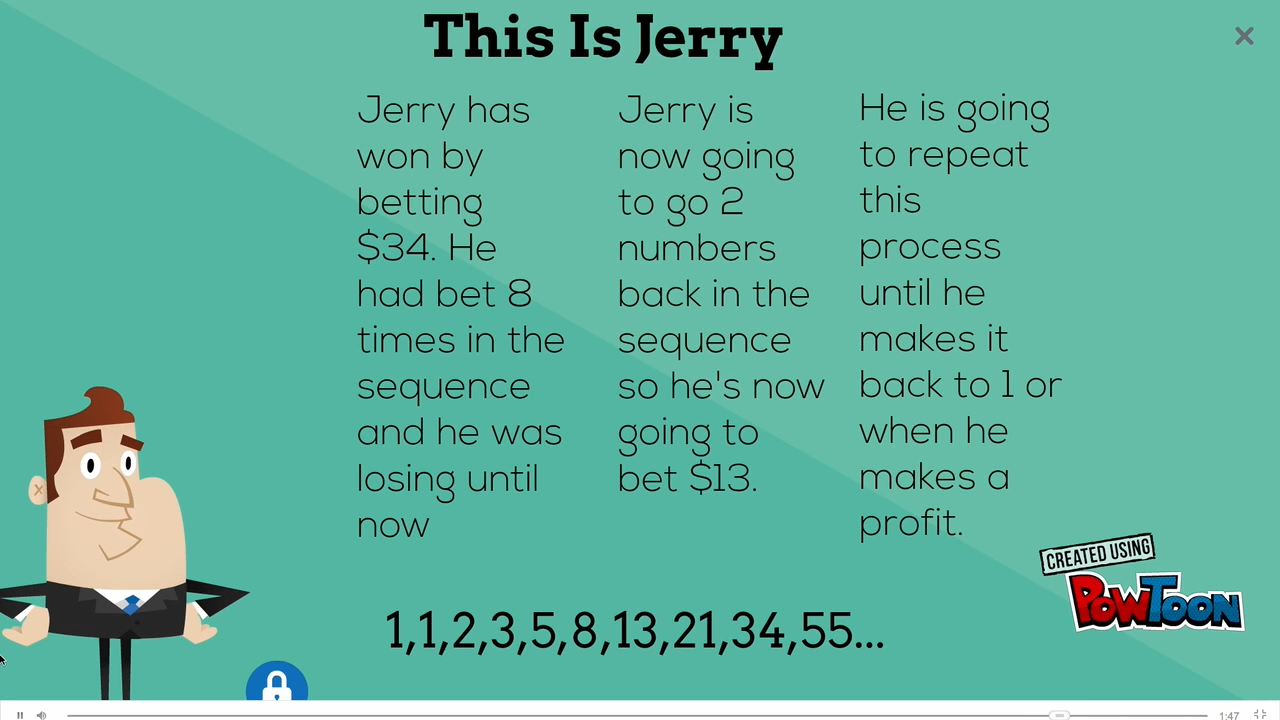 This Is Jerry
Jerry has
won by
betting
$34. He
had bet 8
times in the
sequence
and he was
losing until
now
Jerry is
now going
to go 2
numbers
back in the
sequence
so he's now
going to
bet $13.
He is going
to repeat
this
process
until he
makes it
back to 1 or
when he
makes a
profit.
CREATED USING
POWTOON
1,1,2,3,5,8,13,21,34,55...
1:47